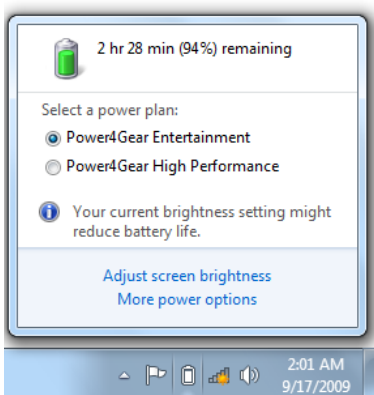 2 hr 28 min (94%) remaining
Select a power plan:
Power4Gear Entertainment
Power4Gear High Performance
Your current brightness setting might
reduce battery life.
Adjust screen brightness
More power options
2:01 AM
9/17/2009